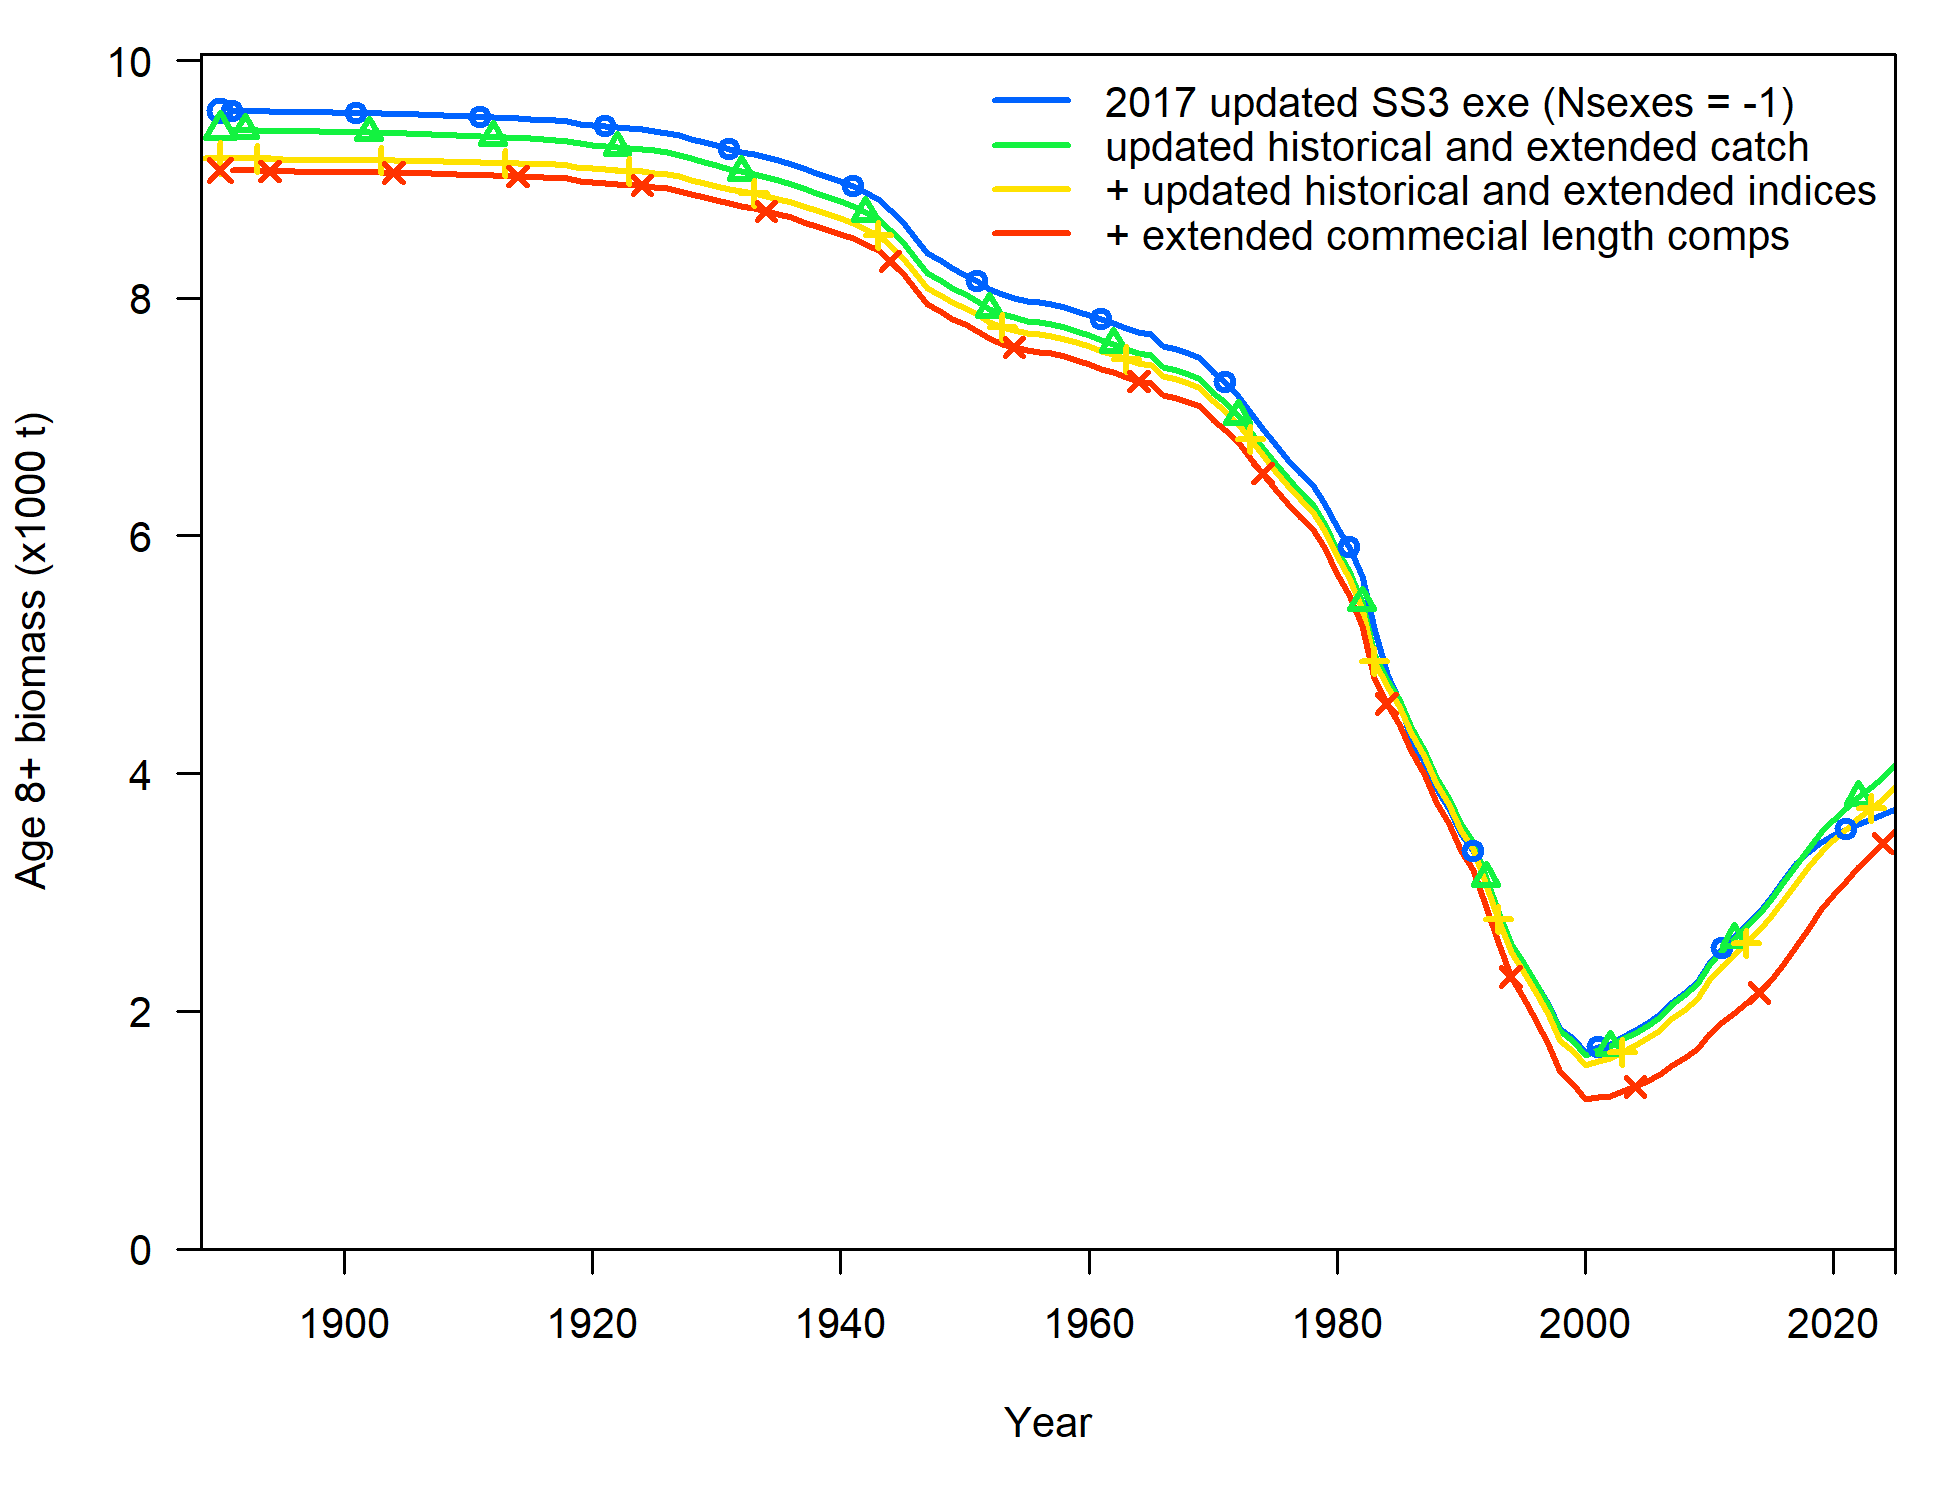 10
8
6
4
2
0
Age 8+ biomass (x1000 t)
2017 updated SS3 exe (Nsexes = -1)
updated historical and extended catch
+ updated historical and extended indices
+ extended commecial length comps
1900
1920
1940
1960
1980
2000
2020
Year